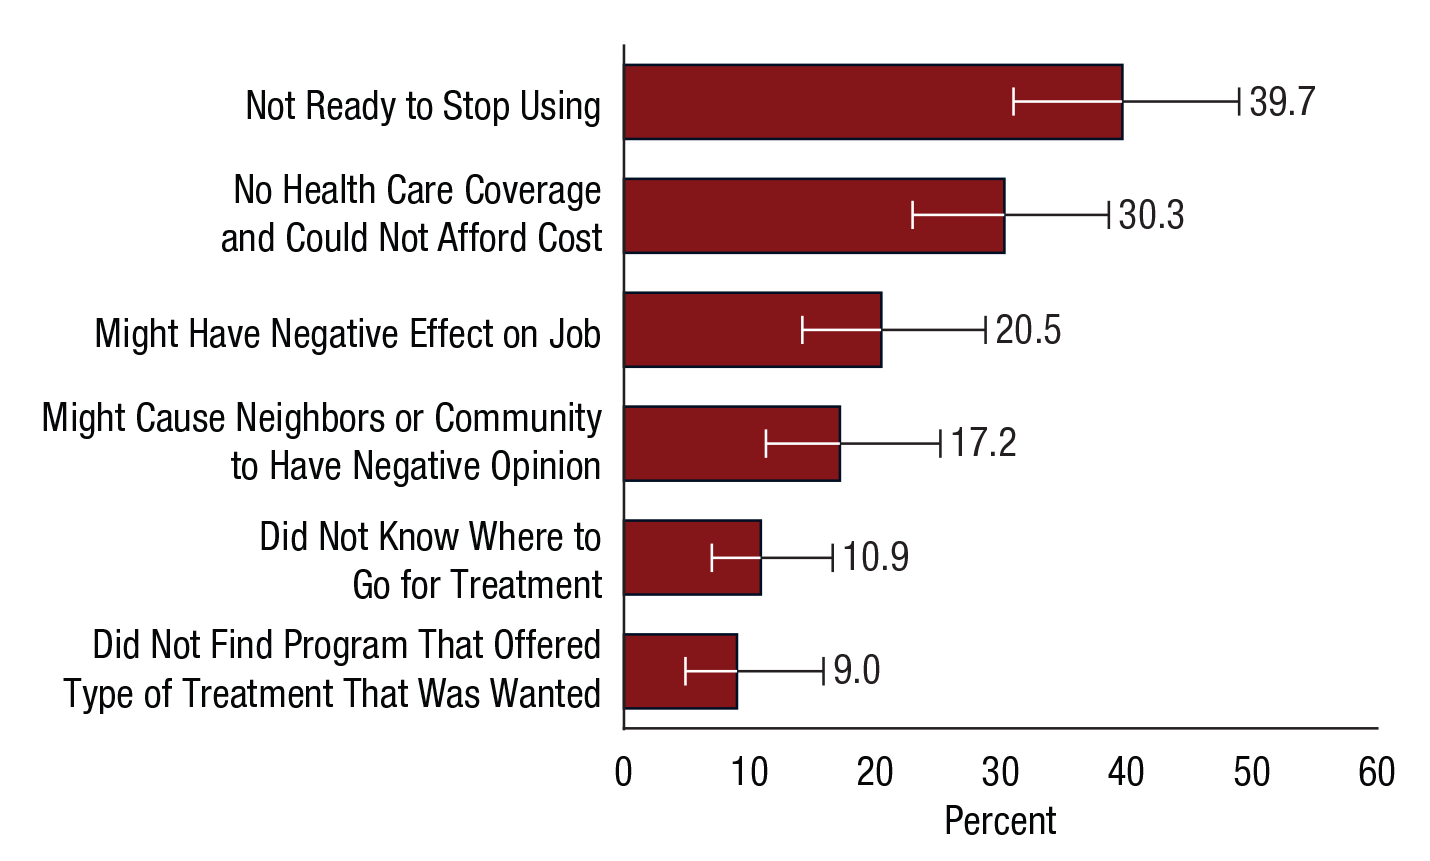 Not Ready to Stop Using
39.7
No Health Care Coverage
and Could Not Afford Cost
30.3
Might Have Negative Effect on Job
20.5
Might Cause Neighbors or Community
to Have Negative Opinion
17.2
Did Not Know Where to
Go for Treatment
10.9
Did Not Find Program That Offered
Type of Treatment That Was Wanted
9.0
0 10 20 30 40 50 60
Percent